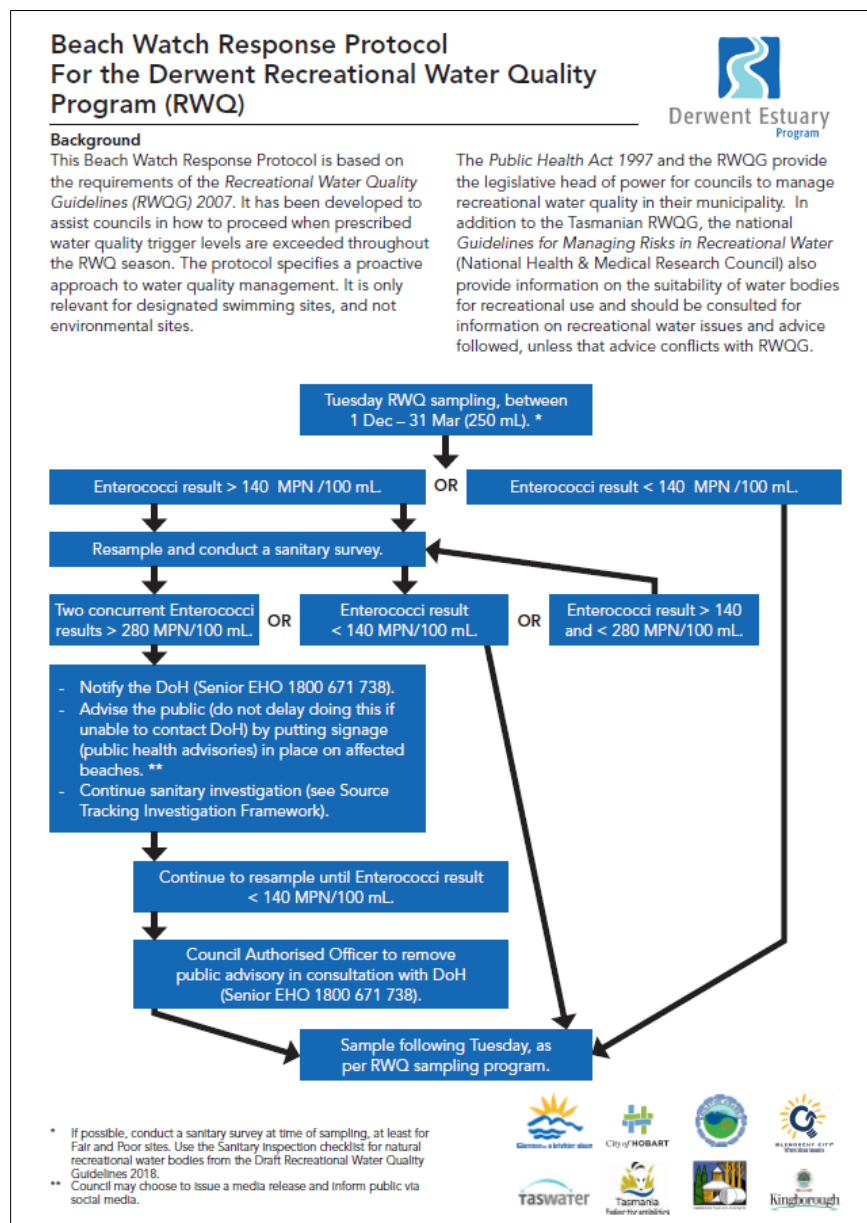 Beach Watch Response Protocol
For the Derwent Recreational Water Quality
Program (RWQ)
Derwent Estuary
Program
Background
This Beach Watch Response Protocol is based on
the requirements of the Recreational Water Quality
Guidelines (RWQG) 2007. It has been developed to
assist councils in how to proceed when prescribed
water quality trigger levels are exceeded throughout
the RWQ season. The protocol specifies a proactive
approach to water quality management. It is only
relevant for designated swimming sites, and not
environmental sites.
The Public Health Act 1997 and the RWQG provide
the legislative head of power for councils to manage
recreational water quality in their municipality. In
addition to the Tasmanian RWQG, the national
Guidelines for Managing Risks in Recreational Water
(National Health & Medical Research Council) also
provide information on the suitability of water bodies
for recreational use and should be consulted for
information on recreational water issues and advice
followed, unless that advice conflicts with RWQG.
Tuesday RWQ sampling, between
1 Dec – 31 Mar (250 mL). *
Enterococci result > 140 MPN /100 mL.
OR
Enterococci result < 140 MPN /100 mL.
Resample and conduct a sanitary survey.
Two concurrent Enterococci
results > 280 MPN/100 mL.
OR
Enterococci result
< 140 MPN/100 mL.
OR
Enterococci result > 140
and < 280 MPN/100 mL.
- Notify the DoH (Senior EHO 1800 671 738).
- Advise the public (do not delay doing this if
unable to contact DoH) by putting signage
(public health advisories) in place on affected
beaches. **
- Continue sanitary investigation (see Source
Tracking Investigation Framework).
Continue to resample until Enterococci result
< 140 MPN/100 mL.
Council Authorised Officer to remove
public advisory in consultation with DoH
(Senior EHO 1800 671 738).
Sample following Tuesday, as
per RWQ sampling program.
* If possible, conduct a sanitary survey at time of sampling, at least for
Fair and Poor sites. Use the Sanitary inspection checklist for natural
recreational water bodies from the Draft Recreational Water Quality
Guidelines 2018.
** Council may choose to issue a media release and inform public via
social media.
City of HOBART
GLENORCHY CITY
TASWATER
Tasmania
Kingborough